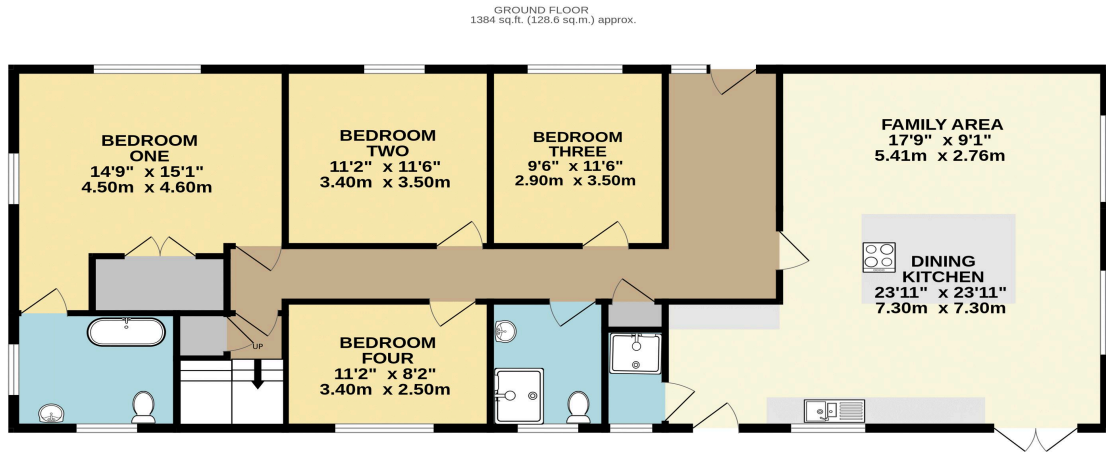 GROUND FLOOR
1384 sq.ft. (128.6 sq.m.) approx.
BEDROOM
ONE
14'9" x 15'1"
4.50m x 4.60m
BEDROOM
TWO
11'2" x 11'6"
3.40m x 3.50m
BEDROOM
THREE
9'6" x 11'6"
2.90m x 3.50m
FAMILY AREA
17'9" x 9'1"
5.41m x 2.76m
DINING
KITCHEN
23'11" x 23'11"
7.30m x 7.30m
UP
BEDROOM
FOUR
11'2" x 8'2"
3.40m x 2.50m